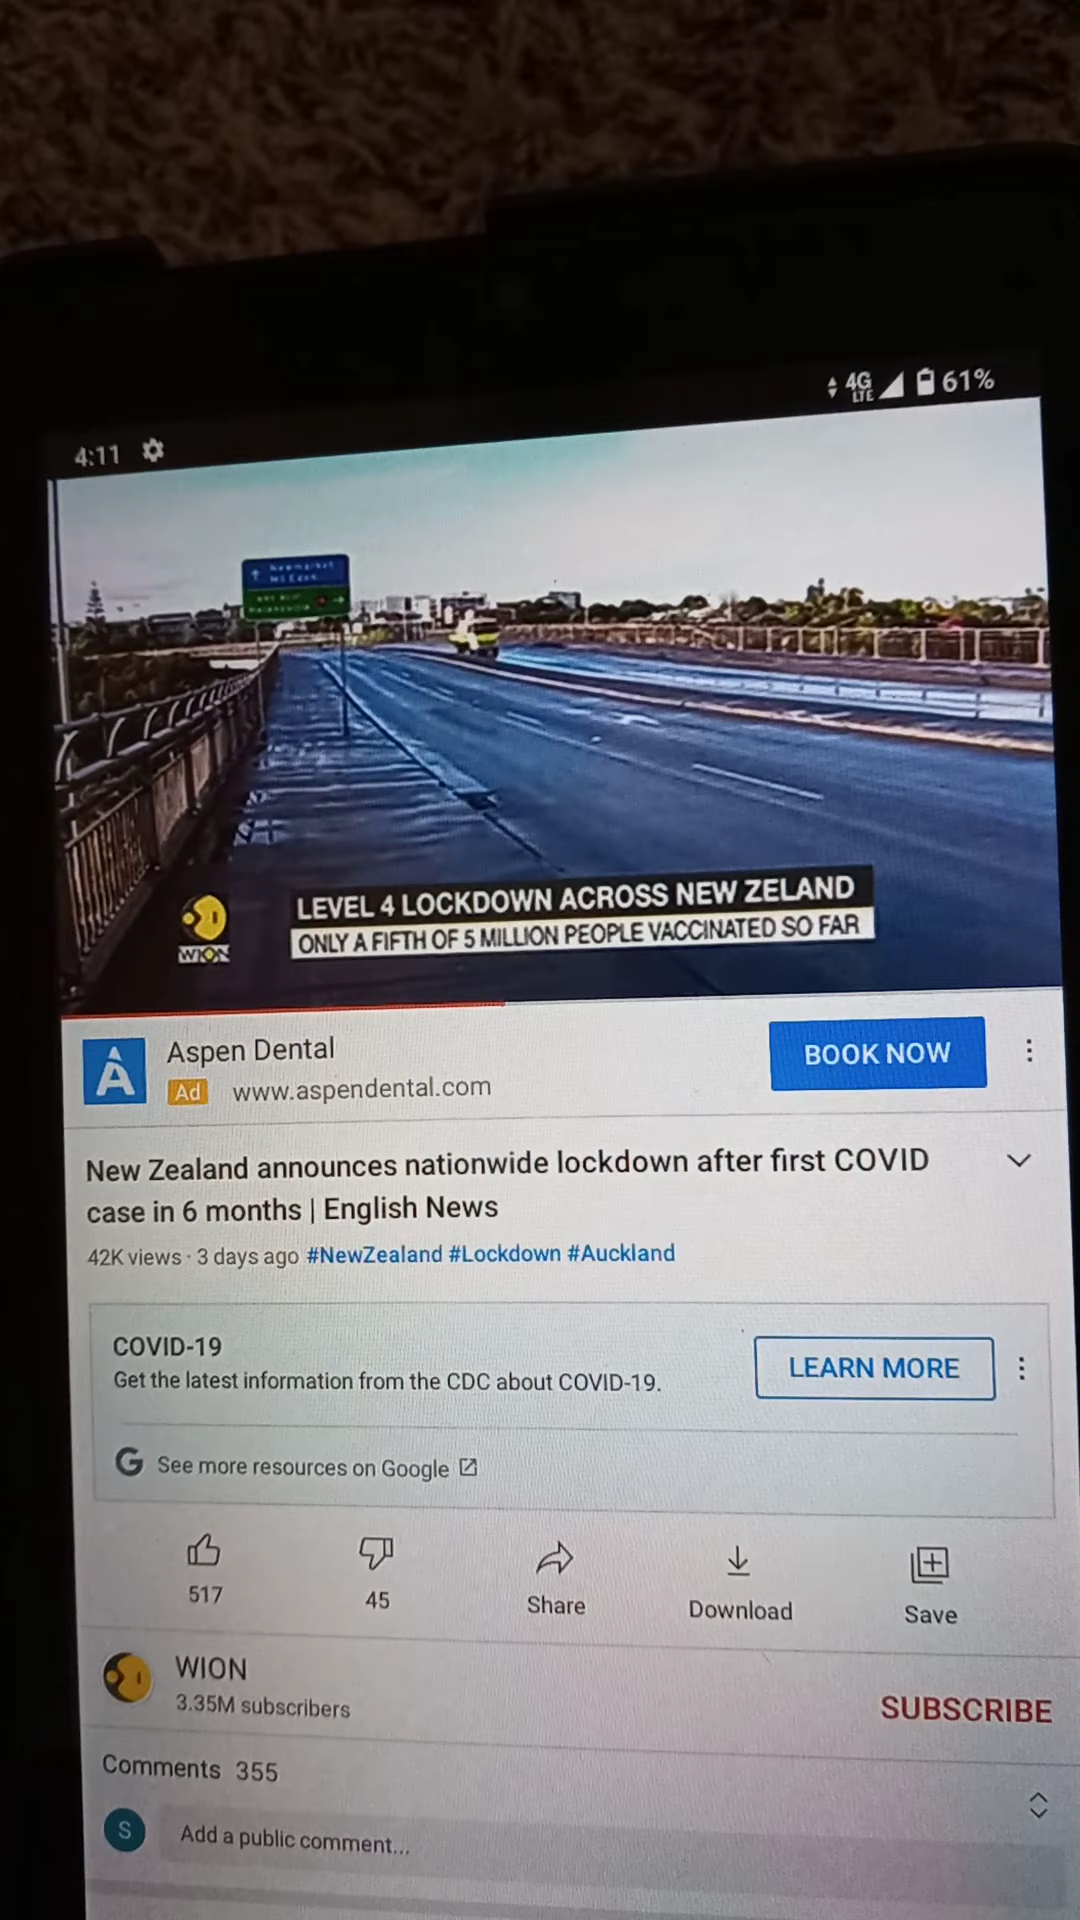 4:11
4G
LTE
61%
Newmarket
Mt Eden
LEVEL 4 LOCKDOWN ACROSS NEW ZELAND
ONLY A FIFTH OF 5 MILLION PEOPLE VACCINATED SO FAR
WION
Aspen Dental
BOOK NOW
Ad www.aspendental.com
New Zealand announces nationwide lockdown after first COVID
case in 6 months | English News
42K views · 3 days ago #NewZealand #Lockdown #Auckland
COVID-19
Get the latest information from the CDC about COVID-19.
LEARN MORE
G See more resources on Google
517
45
Share
Download
Save
WION
3.35M subscribers
SUBSCRIBE
Comments 355
S
Add a public comment...